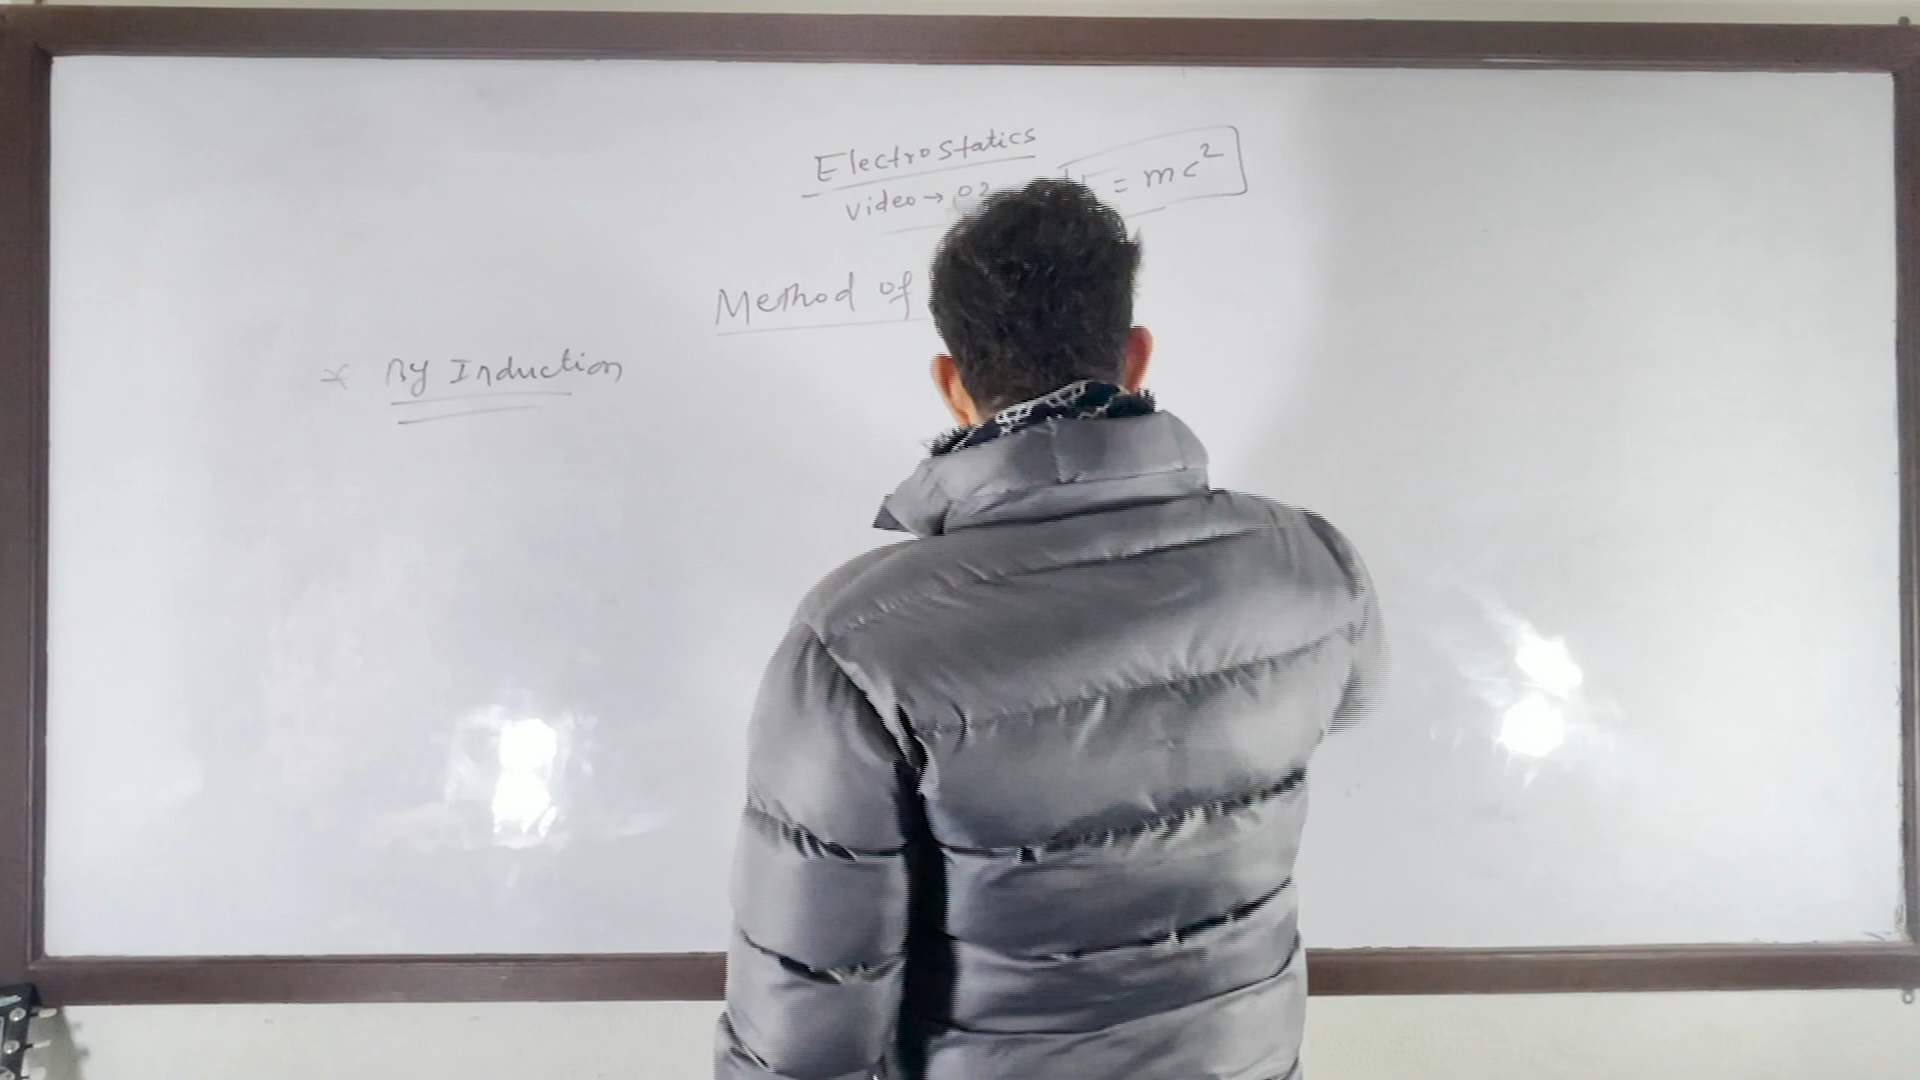 Electrostatics
Video → 02
= mc²
Method of
By Induction